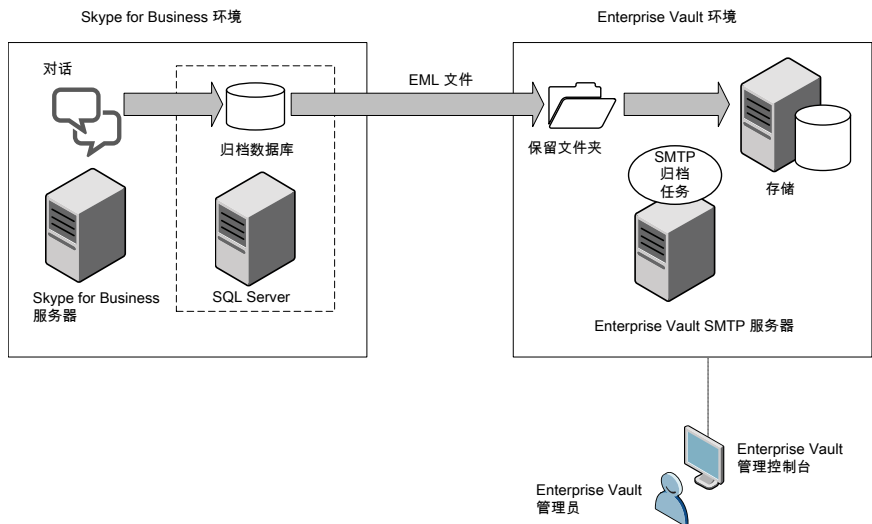 Skype for Business 环境
Enterprise Vault 环境
对话
EML 文件
归档数据库
保留文件夹
SMTP
归档
任务
存储
Skype for Business
服务器
SQL Server
Enterprise Vault SMTP 服务器
Enterprise Vault
管理控制台
Enterprise Vault
管理员